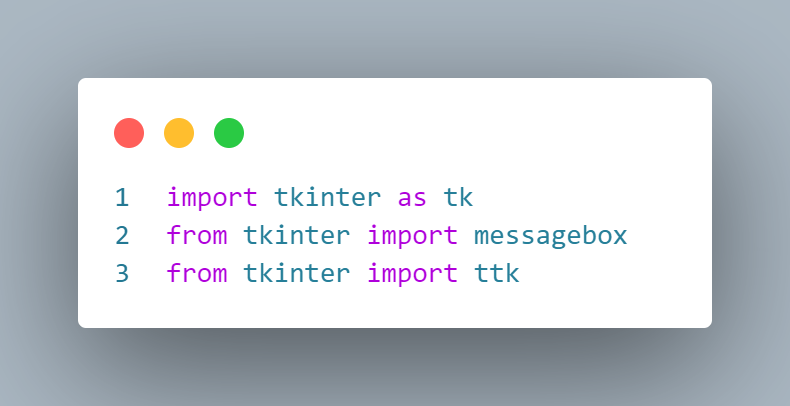 1 import tkinter as tk
2 from tkinter import messagebox
3 from tkinter import ttk